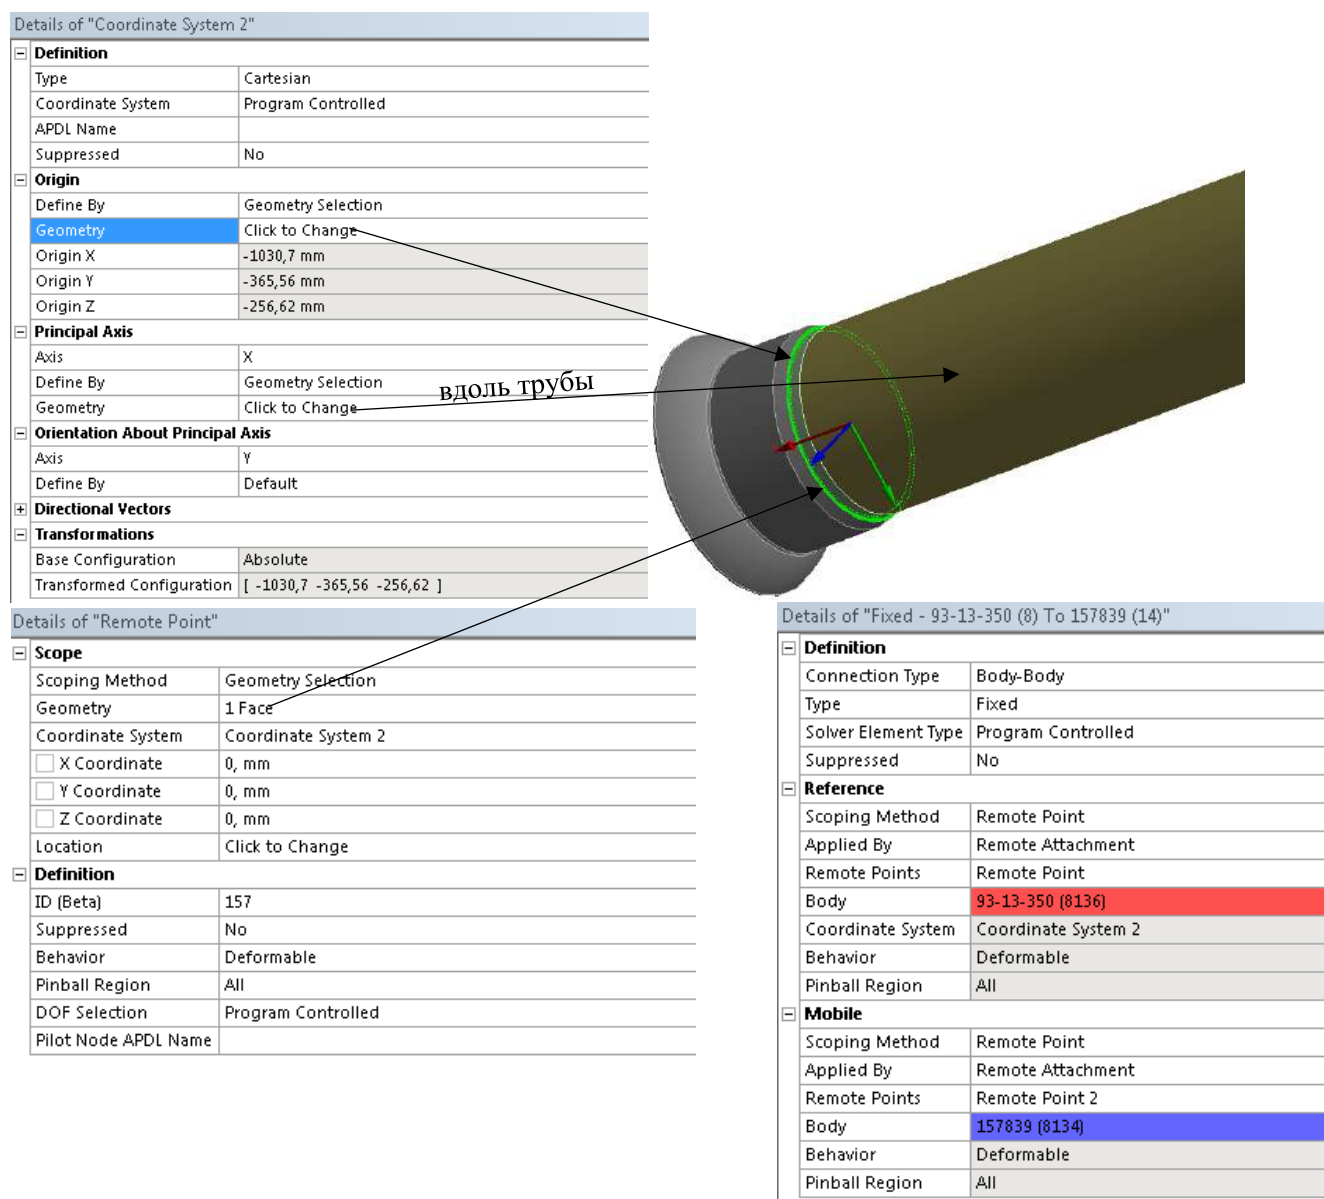 Details of "Coordinate System 2"
Definition
Type Cartesian
Coordinate System Program Controlled
APDL Name
Suppressed No
Origin
Define By Geometry Selection
Geometry Click to Change
Origin X -1030,7 mm
Origin Y -365,56 mm
Origin Z -256,62 mm
Principal Axis
Axis X
Define By Geometry Selection
Geometry Click to Change
Orientation About Principal Axis
Axis Y
Define By Default
Directional Vectors
Transformations
Base Configuration Absolute
Transformed Configuration [ -1030,7 -365,56 -256,62 ]
вдоль трубы
Details of "Remote Point"
Scope
Scoping Method Geometry Selection
Geometry 1 Face
Coordinate System Coordinate System 2
X Coordinate 0, mm
Y Coordinate 0, mm
Z Coordinate 0, mm
Location Click to Change
Definition
ID (Beta) 157
Suppressed No
Behavior Deformable
Pinball Region All
DOF Selection Program Controlled
Pilot Node APDL Name
Details of "Fixed - 93-13-350 (8) To 157839 (14)"
Definition
Connection Type Body-Body
Type Fixed
Solver Element Type Program Controlled
Suppressed No
Reference
Scoping Method Remote Point
Applied By Remote Attachment
Remote Points Remote Point
Body 93-13-350 (8136)
Coordinate System Coordinate System 2
Behavior Deformable
Pinball Region All
Mobile
Scoping Method Remote Point
Applied By Remote Attachment
Remote Points Remote Point 2
Body 157839 (8134)
Behavior Deformable
Pinball Region All